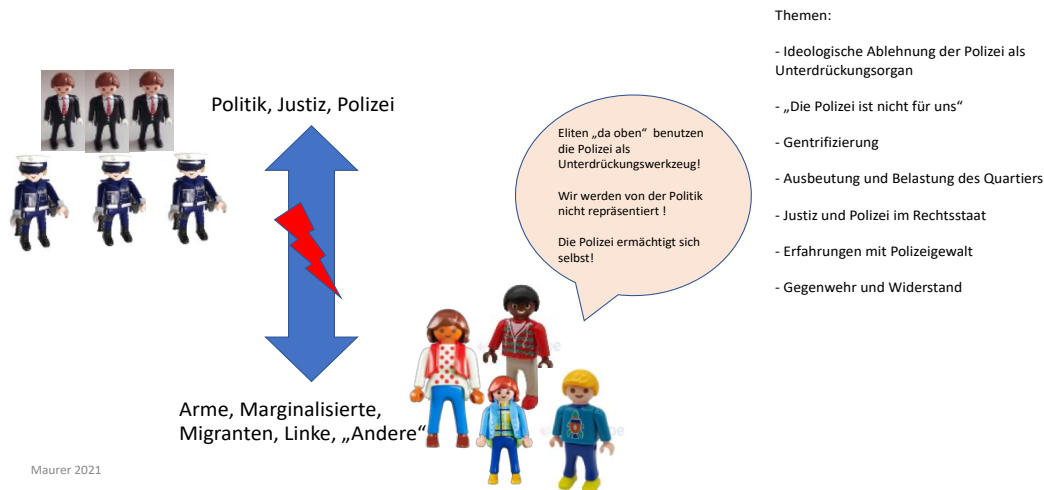 Politik, Justiz, Polizei
Eliten „da oben“ benutzen
die Polizei als
Unterdrückungswerkzeug!
Wir werden von der Politik
nicht repräsentiert !
Die Polizei ermächtigt sich
selbst!
Arme, Marginalisierte,
Migranten, Linke, „Andere“
Maurer 2021
Themen:
- Ideologische Ablehnung der Polizei als
Unterdrückungsorgan
- „Die Polizei ist nicht für uns“
- Gentrifizierung
- Ausbeutung und Belastung des Quartiers
- Justiz und Polizei im Rechtsstaat
- Erfahrungen mit Polizeigewalt
- Gegenwehr und Widerstand